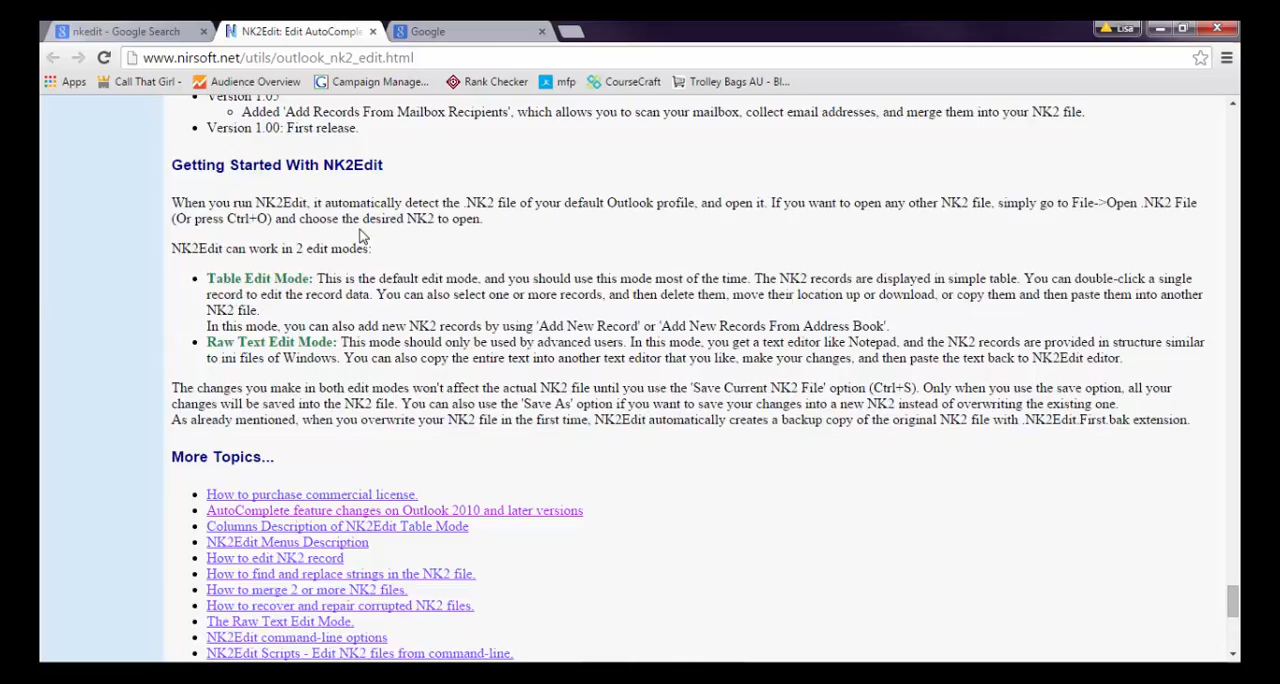 nkedit - Google Search
NK2Edit: Edit AutoComple
Google
Lisa
www.nirsoft.net/utils/outlook_nk2_edit.html
Apps
Call That Girl -
Audience Overview
Campaign Manage...
Rank Checker
mfp
CourseCraft
Trolley Bags AU - Bl...
Version 1.05
Added 'Add Records From Mailbox Recipients', which allows you to scan your mailbox, collect email addresses, and merge them into your NK2 file.
Version 1.00: First release.
Getting Started With NK2Edit
When you run NK2Edit, it automatically detect the .NK2 file of your default Outlook profile, and open it. If you want to open any other NK2 file, simply go to File->Open .NK2 File
(Or press Ctrl+O) and choose the desired NK2 to open.
NK2Edit can work in 2 edit modes:
Table Edit Mode: This is the default edit mode, and you should use this mode most of the time. The NK2 records are displayed in simple table. You can double-click a single
record to edit the record data. You can also select one or more records, and then delete them, move their location up or download, or copy them and then paste them into another
NK2 file.
In this mode, you can also add new NK2 records by using 'Add New Record' or 'Add New Records From Address Book'.
Raw Text Edit Mode: This mode should only be used by advanced users. In this mode, you get a text editor like Notepad, and the NK2 records are provided in structure similar
to ini files of Windows. You can also copy the entire text into another text editor that you like, make your changes, and then paste the text back to NK2Edit editor.
The changes you make in both edit modes won't affect the actual NK2 file until you use the 'Save Current NK2 File' option (Ctrl+S). Only when you use the save option, all your
changes will be saved into the NK2 file. You can also use the 'Save As' option if you want to save your changes into a new NK2 instead of overwriting the existing one.
As already mentioned, when you overwrite your NK2 file in the first time, NK2Edit automatically creates a backup copy of the original NK2 file with .NK2Edit.First.bak extension.
More Topics...
How to purchase commercial license.
AutoComplete feature changes on Outlook 2010 and later versions
Columns Description of NK2Edit Table Mode
NK2Edit Menus Description
How to edit NK2 record
How to find and replace strings in the NK2 file.
How to merge 2 or more NK2 files.
How to recover and repair corrupted NK2 files.
The Raw Text Edit Mode.
NK2Edit command-line options
NK2Edit Scripts - Edit NK2 files from command-line.